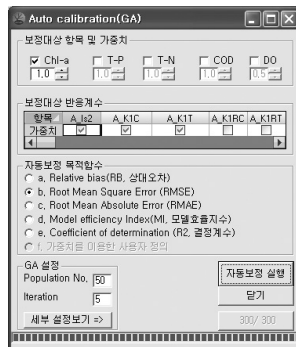 Auto calibration(GA)
보정대상 항목 및 가중치
Chl-a T-P T-N COD DO
1,0 1,0 1,0 1,0 0,5
보정대상 반응계수
항목 A_Is2 A_K1C A_K1T A_K1RC A_K1RT
가중치
자동보정 목적함수
a, Relative bias(RB, 상대오차)
b, Root Mean Square Error (RMSE)
c, Root Mean Absolute Error (RMAE)
d, Model efficiency Index(MI, 모델효율지수)
e, Coefficient of determination (R2, 결정계수)
f, 가중치를 이용한 사용자 정의
GA 설정
Population No, 50
자동보정 실행
Iteration 5
닫기
세부 설정보기 =>
300/ 300